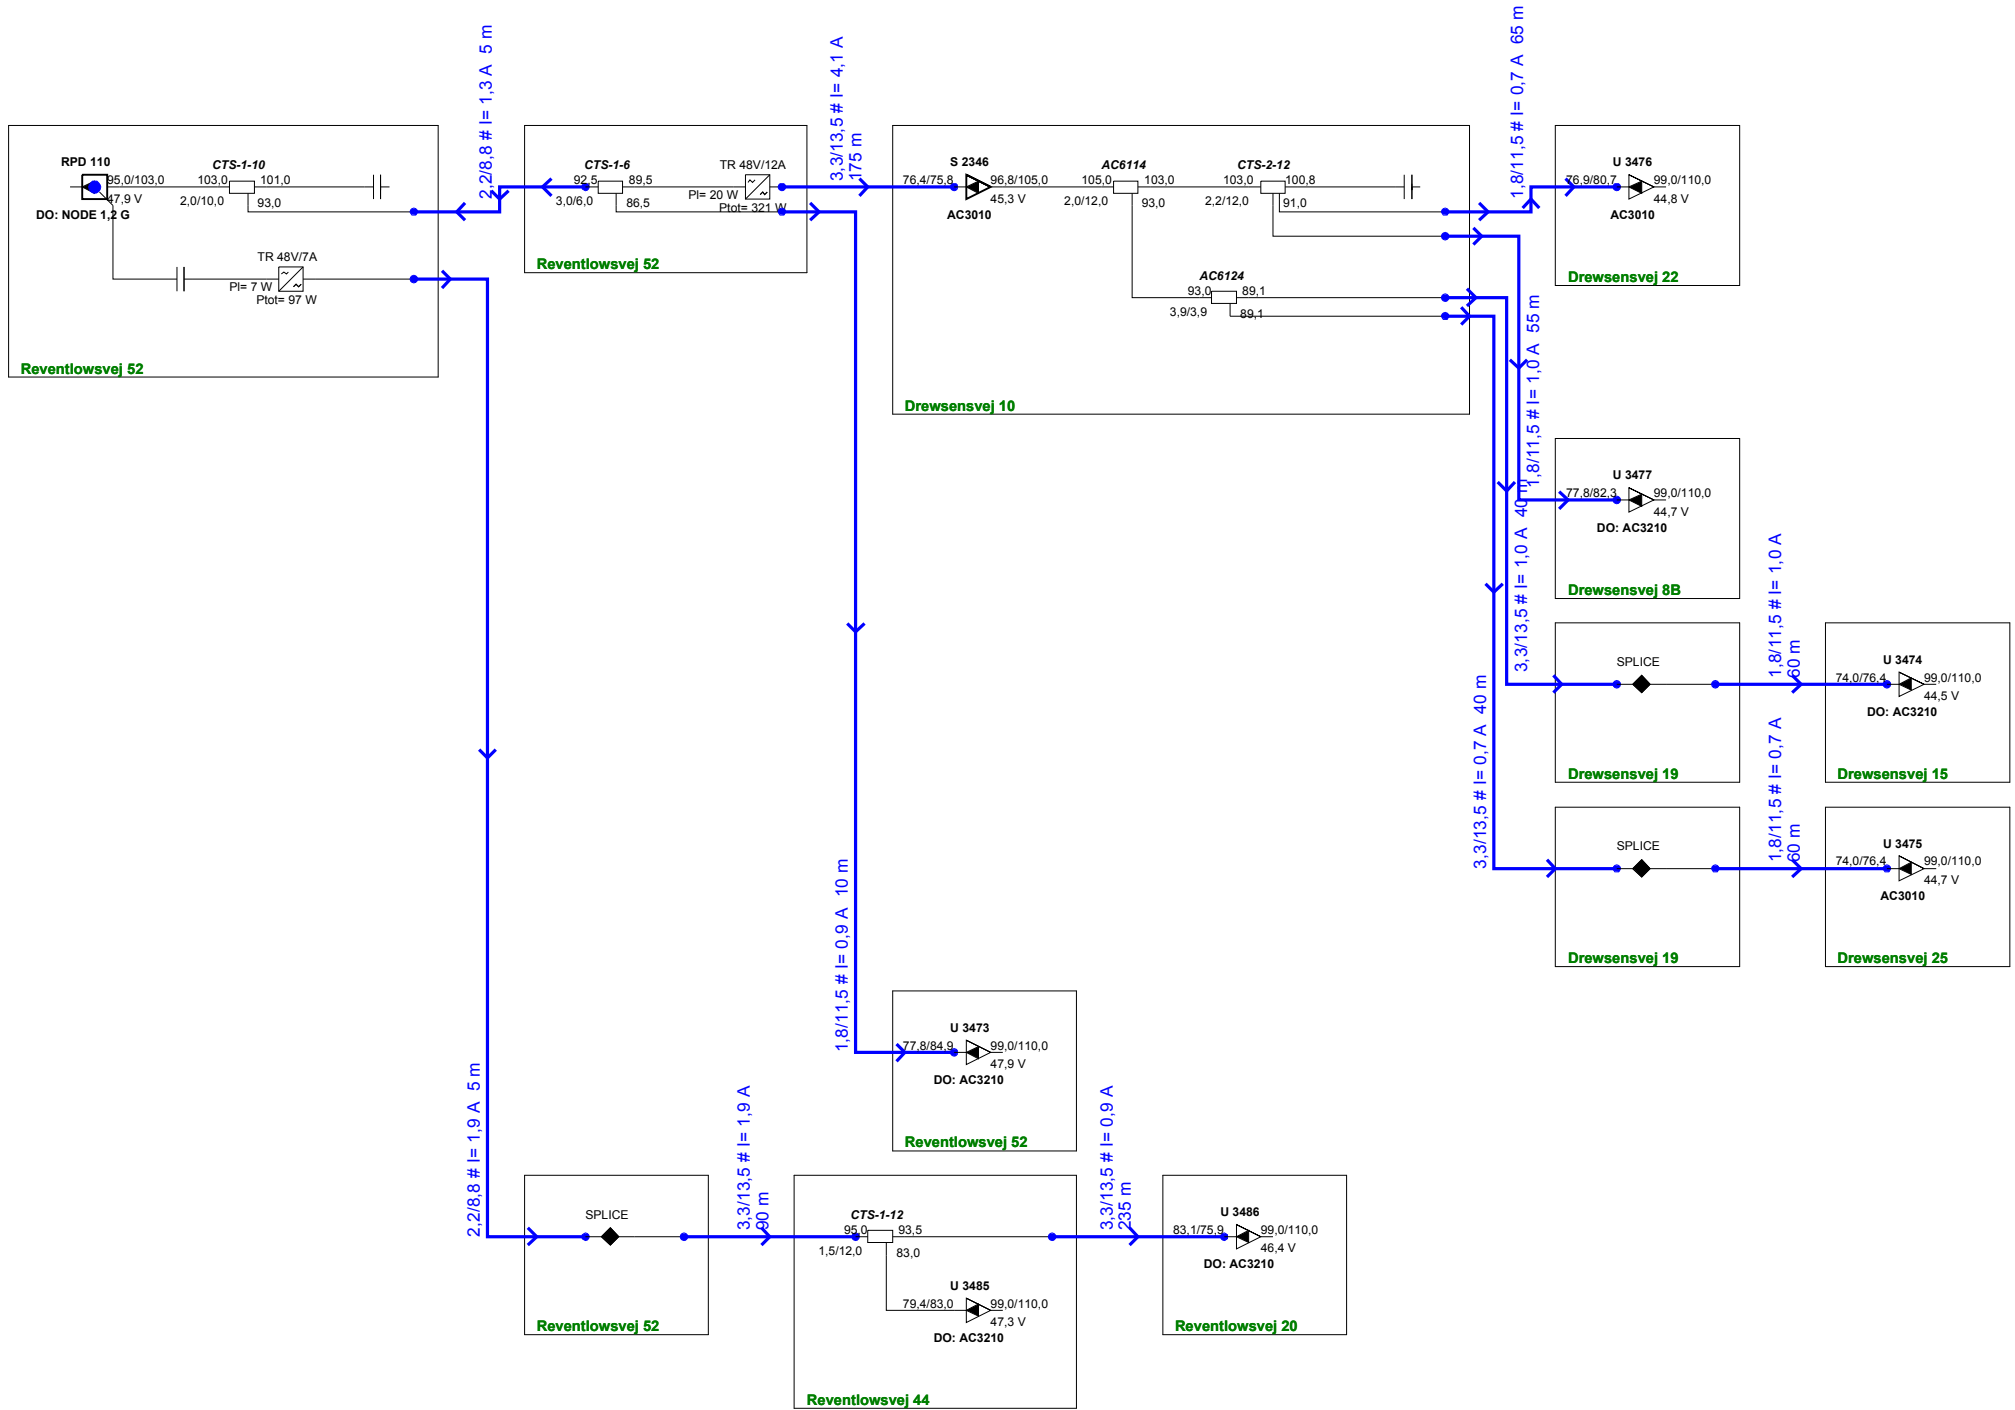 2,2/8,8 # I= 1,3 A  5 m
3,3/13,5 # I= 4,1 A
175 m
1,8/11,5 # I= 0,7 A  65 m
RPD 110
95,0/103,0
47,9 V
DO: NODE 1,2 G
CTS-1-10
103,0
101,0
2,0/10,0
93,0
TR 48V/7A
PI= 7 W
Ptot= 97 W
Reventlowsvej 52
CTS-1-6
92,5
89,5
3,0/6,0
86,5
TR 48V/12A
PI= 20 W
Ptot= 321 W
Reventlowsvej 52
S 2346
76,4/75,8
96,8/105,0
45,3 V
AC3010
AC6114
105,0
103,0
2,0/12,0
93,0
CTS-2-12
103,0
100,8
2,2/12,0
91,0
AC6124
93,0
89,1
3,9/3,9
89,1
Drewsensvej 10
U 3476
76,9/80,7
99,0/110,0
44,8 V
AC3010
Drewsensvej 22
1,8/11,5 # I= 1,0 A  55 m
U 3477
77,8/82,3
99,0/110,0
44,7 V
DO: AC3210
Drewsensvej 8B
3,3/13,5 # I= 1,0 A  40 m
SPLICE
Drewsensvej 19
1,8/11,5 # I= 1,0 A
60 m
U 3474
74,0/76,4
99,0/110,0
44,5 V
DO: AC3210
Drewsensvej 15
3,3/13,5 # I= 0,7 A  40 m
SPLICE
Drewsensvej 19
1,8/11,5 # I= 0,7 A
60 m
U 3475
74,0/76,4
99,0/110,0
44,7 V
AC3010
Drewsensvej 25
1,8/11,5 # I= 0,9 A  10 m
U 3473
77,8/84,9
99,0/110,0
47,9 V
DO: AC3210
Reventlowsvej 52
2,2/8,8 # I= 1,9 A  5 m
SPLICE
Reventlowsvej 52
3,3/13,5 # I= 1,9 A
90 m
CTS-1-12
95,0
93,5
1,5/12,0
83,0
U 3485
79,4/83,0
99,0/110,0
47,3 V
DO: AC3210
Reventlowsvej 44
3,3/13,5 # I= 0,9 A
235 m
U 3486
83,1/75,9
99,0/110,0
46,4 V
DO: AC3210
Reventlowsvej 20